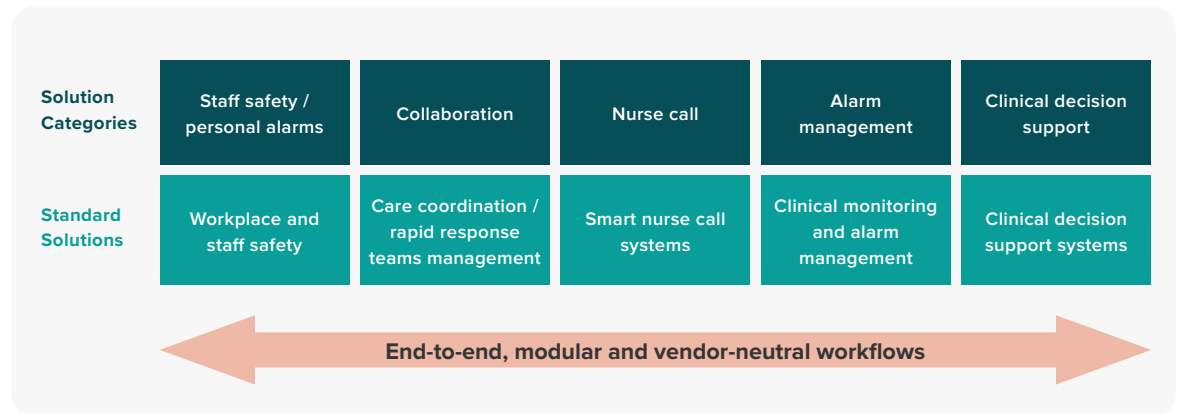 Solution
Categories
Staff safety /
personal alarms
Collaboration
Nurse call
Alarm
management
Clinical decision
support
Standard
Solutions
Workplace and
staff safety
Care coordination /
rapid response
teams management
Smart nurse call
systems
Clinical monitoring
and alarm
management
Clinical decision
support systems
End-to-end, modular and vendor-neutral workflows